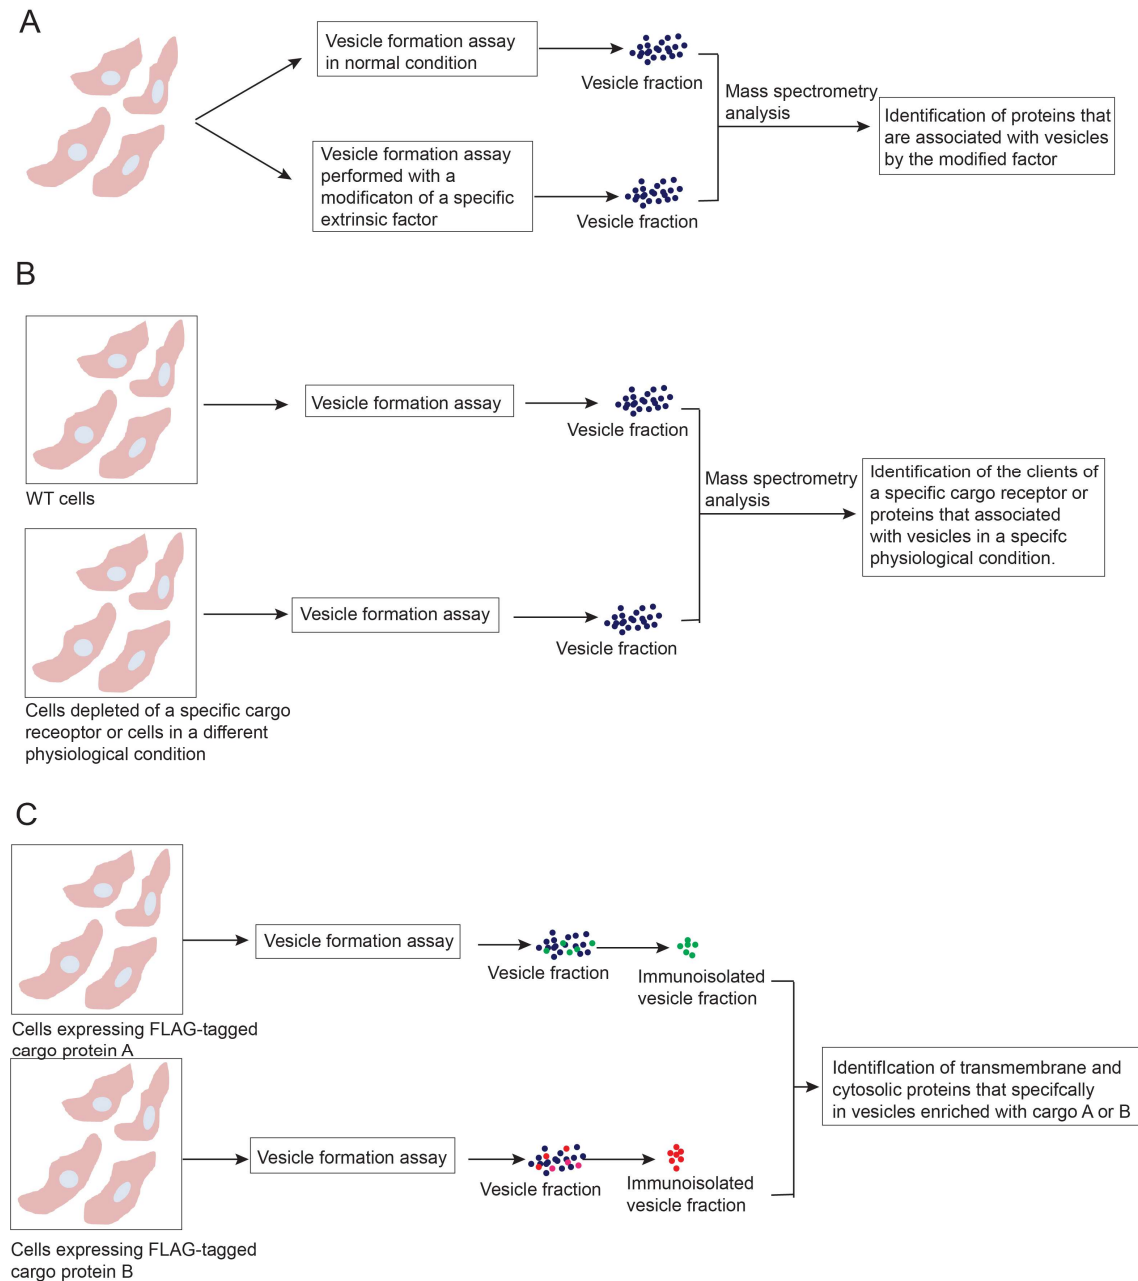 A
Vesicle formation assay
in normal condition
Vesicle fraction
Vesicle formation assay
performed with a
modificaton of a specific
extrinsic factor
Vesicle fraction
Mass spectrometry
analysis
Identification of proteins that
are associated with vesicles
by the modified factor
B
WT cells
Vesicle formation assay
Vesicle fraction
Cells depleted of a specific cargo
receoptor or cells in a different
physiological condition
Vesicle formation assay
Vesicle fraction
Mass spectrometry
analysis
Identification of the clients of
a specific cargo receptor or
proteins that associated
with vesicles in a specifc
physiological condition.
C
Cells expressing FLAG-tagged
cargo protein A
Vesicle formation assay
Vesicle fraction
Immunoisolated
vesicle fraction
Cells expressing FLAG-tagged
cargo protein B
Vesicle formation assay
Vesicle fraction
Immunoisolated
vesicle fraction
Identification of transmembrane and
cytosolic proteins that specifcally
in vesicles enriched with cargo A or B